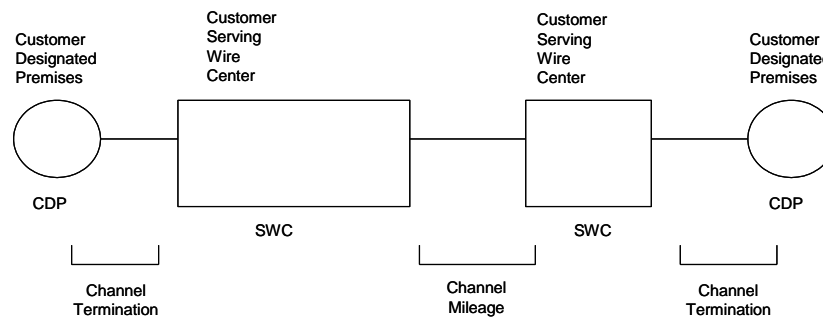 Customer
Designated
Premises
Customer
Serving
Wire
Center
Customer
Serving
Wire
Center
Customer
Designated
Premises
CDP
SWC
SWC
CDP
Channel
Termination
Channel
Mileage
Channel
Termination